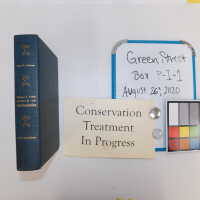 Green Street
Box P-I-1
August 26, 2020
Conservation
Treatment
In Progress